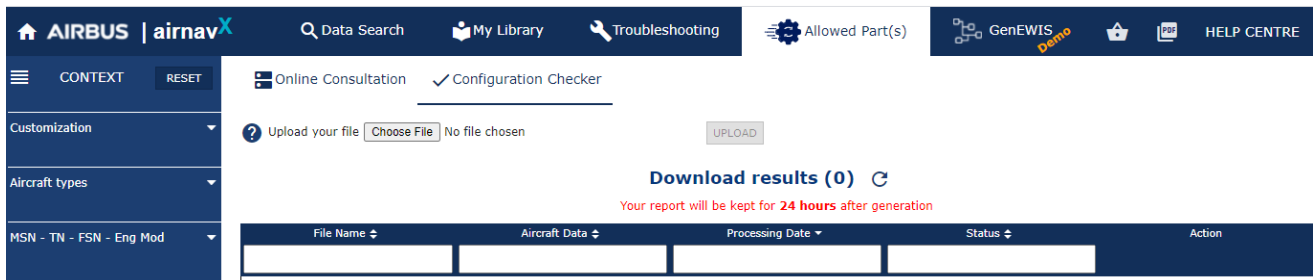 AIRBUS | airnavX Data Search My Library Troubleshooting Allowed Part(s) GenEWIS Demo PDF HELP CENTRE
CONTEXT RESET
Online Consultation Configuration Checker
Customization
? Upload your file Choose File No file chosen UPLOAD
Aircraft types
Download results (0)
Your report will be kept for 24 hours after generation
MSN - TN - FSN - Eng Mod
File Name Aircraft Data Processing Date Status Action